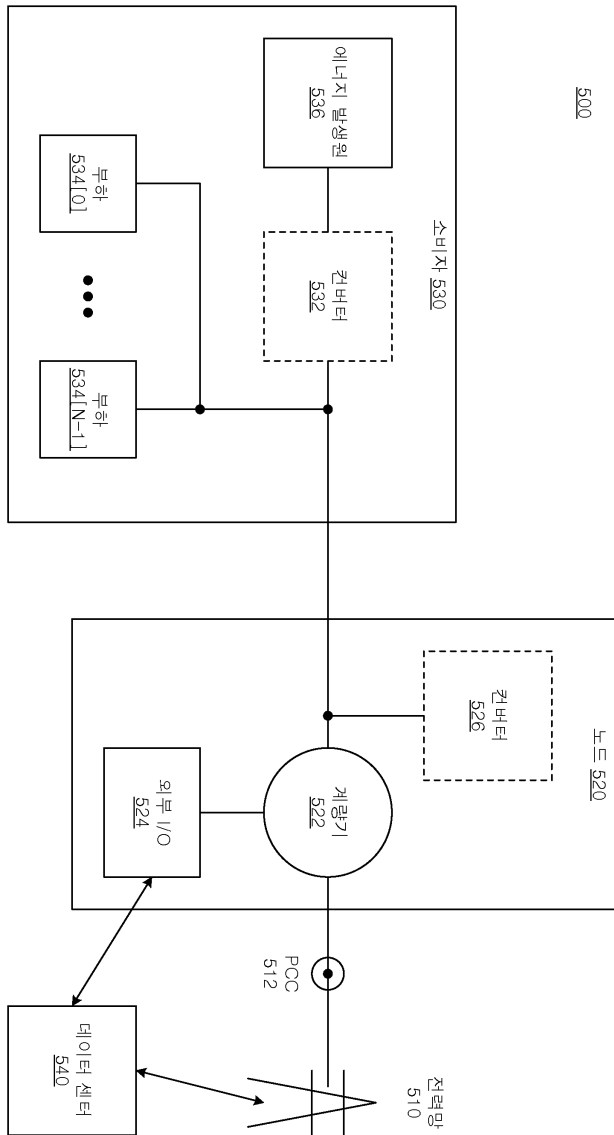 500
전력망
510
PCC
512
노드 520
컨버터
526
계량기
522
외부 I/O
524
데이터 센터
540
소비자 530
에너지 발생원
536
컨버터
532
부하
534[0]
부하
534[N-1]